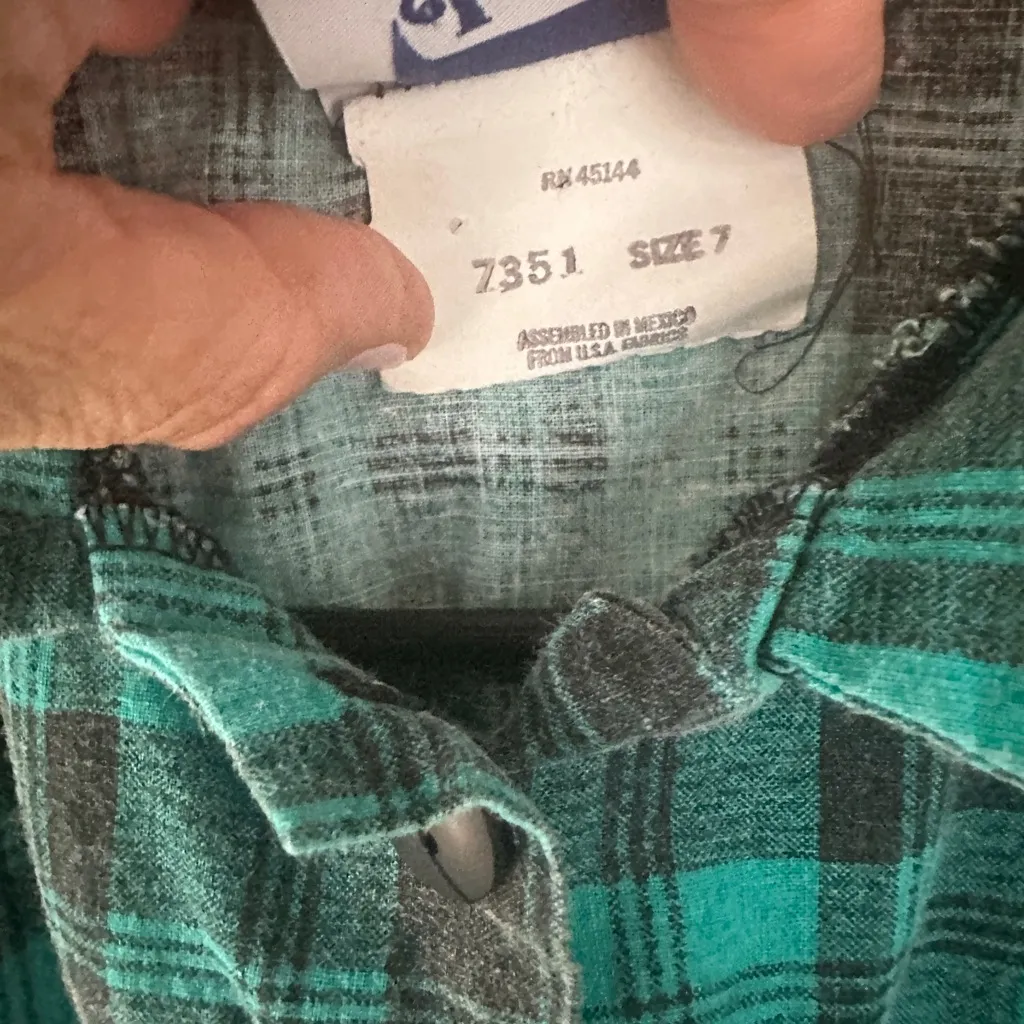 RN 45144
7351 SIZE 7
ASSEMBLED IN MEXICO
FROM U.S.A. FABRICS